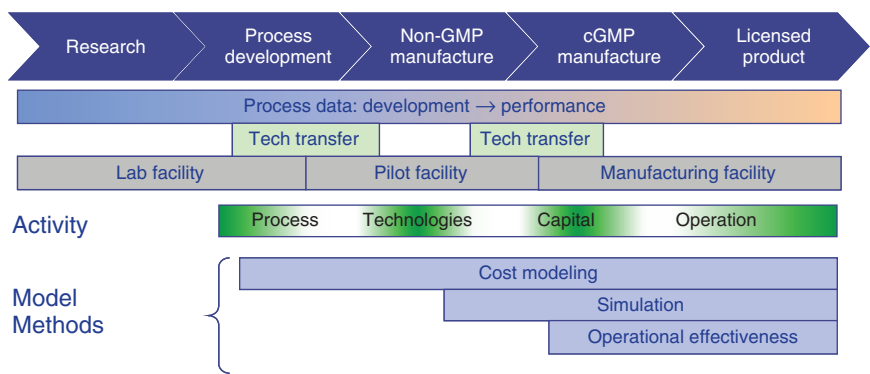 Research
Process
development
Non-GMP
manufacture
cGMP
manufacture
Licensed
product
Process data: development → performance
Tech transfer
Tech transfer
Lab facility
Pilot facility
Manufacturing facility
Activity
Process
Technologies
Capital
Operation
Model
Methods
Cost modeling
Simulation
Operational effectiveness